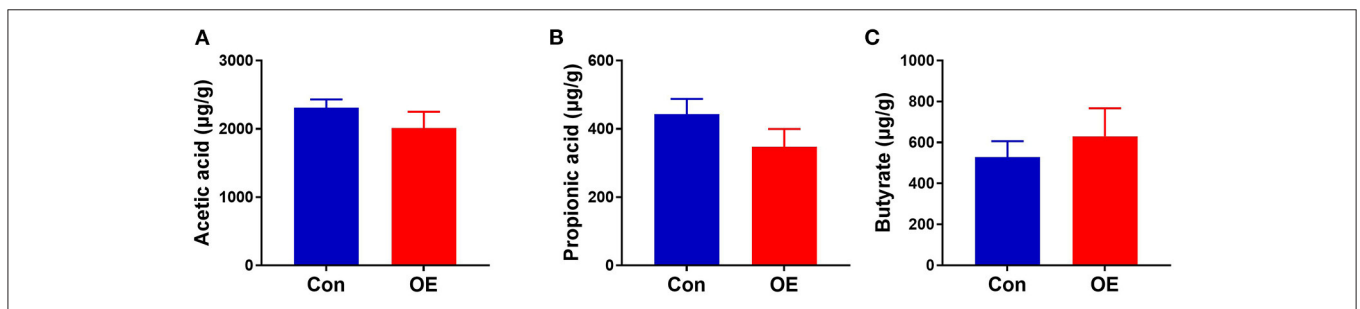 A
Acetic acid (µg/g)
3000
2000
1000
0
Con OE
B
Propionic acid (µg/g)
600
400
200
0
Con OE
C
Butyrate (µg/g)
1000
800
600
400
200
0
Con OE